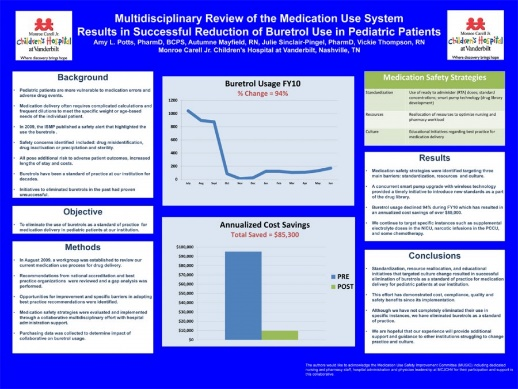 Multidisciplinary Review of the Medication Use System
Results in Successful Reduction of Buretrol Use in Pediatric Patients
Amy L. Potts, PharmD, BCPS, Autumne Mayfield, RN, Julie Sinclair-Pingel, PharmD, Vickie Thompson, RN
Monroe Carell Jr. Children's Hospital at Vanderbilt, Nashville, TN
Monroe Carell Jr.
Children's Hospital
at Vanderbilt
Where discovery brings hope.
Monroe Carell Jr.
Children's Hospital
at Vanderbilt
Where discovery brings hope.
Background
Pediatric patients are more vulnerable to medication errors and
adverse drug events.
Medication delivery often requires complicated calculations and
frequent dilutions to meet the specific weight or age-based
needs of the individual patient
In 2009, the ISMP published a safety alert that highlighted the
use the buretrols.
Safety concerns identified included: drug misidentification,
drug inactivation or precipitation and sterility.
All pose additional risk to adverse patient outcomes, increased
lengths of stay and costs.
Buretrols have been a standard of practice at our institution for
decades.
Initiatives to eliminate buretrols in the past proven
unsuccessful.
Objective
To eliminate the use of buretrols as a standard of practice for
medication delivery in pediatric patients at our institution.
Methods
In August 2009, a workgroup was established to review our
current medication use process for drug delivery.
Recommendations from national accreditation and best
practice organizations were reviewed and a gap analysis was
performed.
Opportunities for improvement and specific barriers in adopting
best practice recommendations were identified.
Medication safety strategies were evaluated and implemented
through a collaborative multidisciplinary effort with hospital
administration support.
Purchasing data was collected to determine impact of
collaborative on buretrol usage.
Buretrol Usage FY10
% Change = 94%
1200
1000
800
600
400
200
0
July Aug Sept Oct Nov Dec Jan Feb Mar Apr May Jun
Annualized Cost Savings
Total Saved = $85,300
$100,000
$90,000
$80,000
$70,000
$60,000
$50,000
$40,000
$30,000
$20,000
$10,000
$0
PRE
POST
Medication Safety Strategies
Standardization Use of ready to administer (RTA) doses, standard
concentrations, smart pump technology (drug library
development)
Resources Reallocation of resources to optimize nursing and
pharmacy workload
Culture Educational initiatives regarding best practice for
medication delivery
Results
Medication safety strategies were identified targeting three
main barriers: standardization, resources and culture.
A concurrent smart pump upgrade with wireless technology
provided a timely initiative to introduce new standards as a part
of the drug library.
Buretrol usage declined 94% during FY10 which has resulted in
an annualized cost savings of over $85,000.
We continue to target specific instances such as supplemental
electrolyte doses in the NICU, narcotic infusions in the PCCU,
and some chemotherapy.
Conclusions
Standardization, resource reallocation, and educational
initiatives that targeted culture change resulted in successful
elimination of buretrols as a standard of practice for medication
delivery for pediatric patients at our institution.
This effort has demonstrated cost, compliance, quality and
safety benefits since its implementation.
Although we have not completely eliminated their use in
specific instances, we have eliminated buretrols as a standard
of practice.
We are hopeful that our experience will provide additional
support and guidance to other institutions struggling to change
practice and culture.
The authors would like to acknowledge the Medication Use Safety Improvement Committee (MUSIC) including dedicated
nursing and pharmacy staff, hospital administration and physician leadership at MCJCHV for their participation and support in
this collaborative.